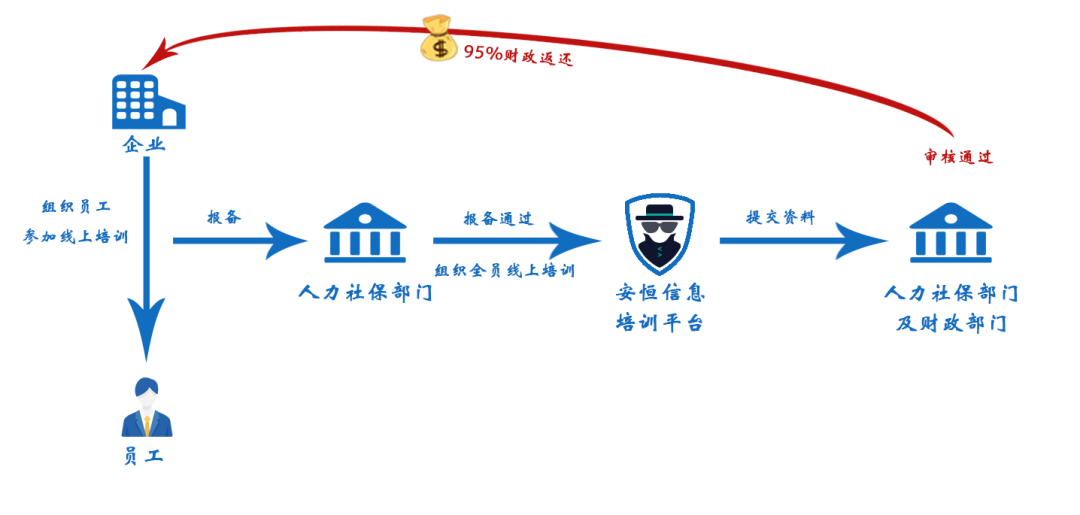 95%财政返还
企业
审核通过
组织员工
参加线上培训
报备
报备通过
组织全员线上培训
提交资料
人力社保部门
安恒信息
培训平台
人力社保部门
及财政部门
员工